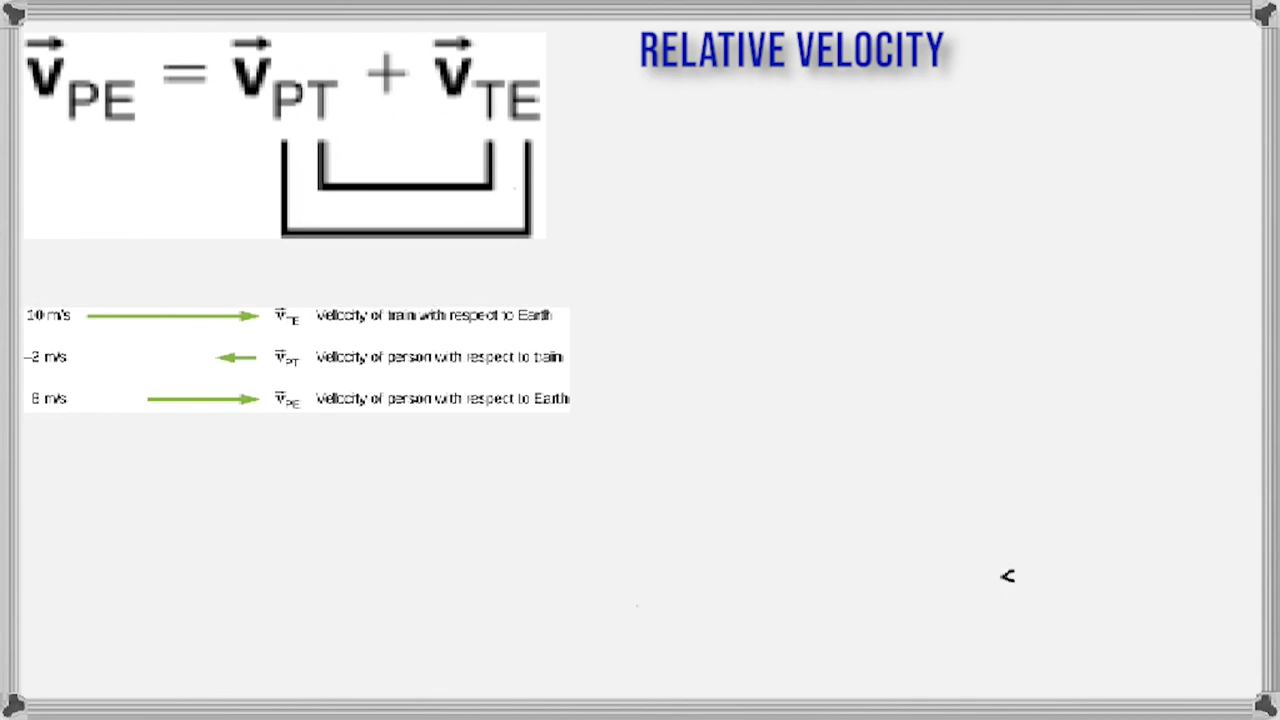 RELATIVE VELOCITY
v⃗PE = v⃗PT + v⃗TE
10 m/s v⃗TE Velocity of train with respect to Earth
–2 m/s v⃗PT Velocity of person with respect to train
8 m/s v⃗PE Velocity of person with respect to Earth
<